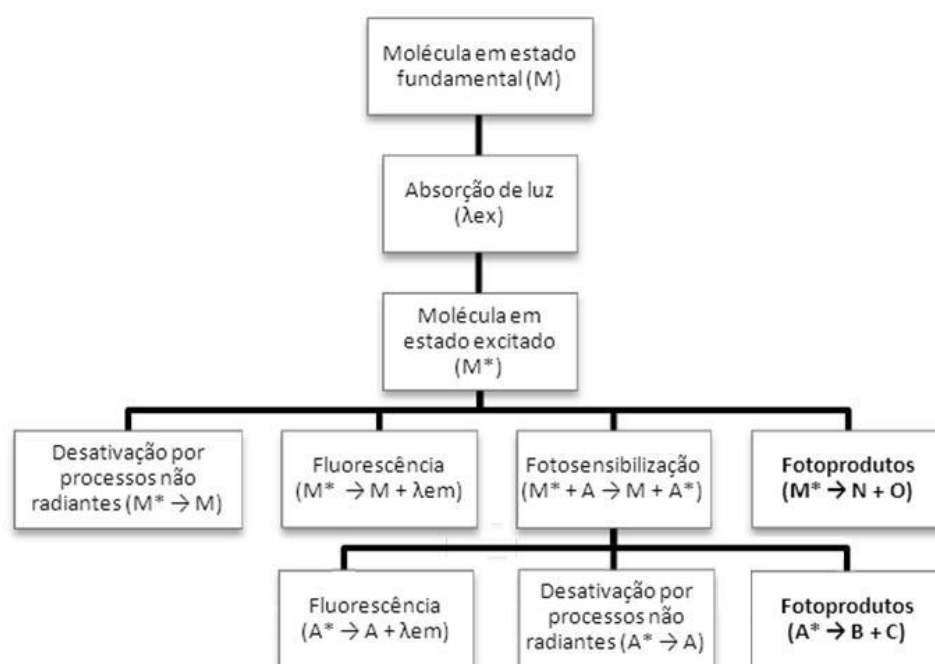 Molécula em estado
fundamental (M)
Absorção de luz
(λex)
Molécula em
estado excitado
(M*)
Desativação por
processos não
radiantes (M* → M)
Fluorescência
(M* → M + λem)
Fotosensibilização
(M* + A → M + A*)
Fotoprodutos
(M* → N + O)
Fluorescência
(A* → A + λem)
Desativação por
processos não
radiantes (A* → A)
Fotoprodutos
(A* → B + C)